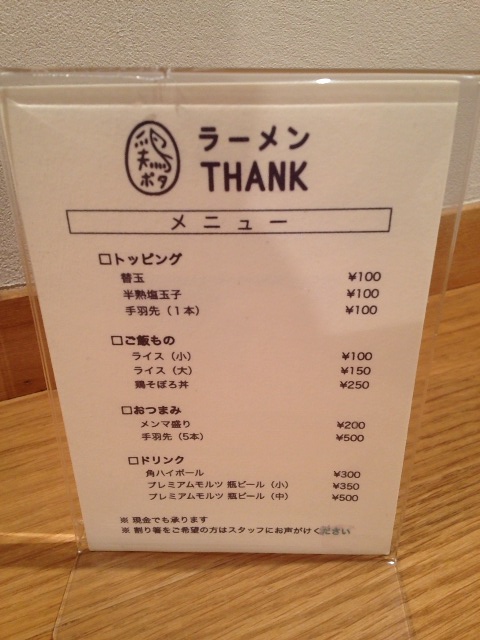 鶏ポタ
ラーメン
THANK
メニュー
□トッピング
替玉 ¥100
半熟塩玉子 ¥100
手羽先（1本） ¥100
□ご飯もの
ライス（小） ¥100
ライス（大） ¥150
鶏そぼろ丼 ¥250
□おつまみ
メンマ盛り ¥200
手羽先（5本） ¥500
□ドリンク
角ハイボール ¥300
プレミアムモルツ 瓶ビール（小） ¥350
プレミアムモルツ 瓶ビール（中） ¥500
※ 現金でも承ります
※ 割り箸をご希望の方はスタッフにお声がけください